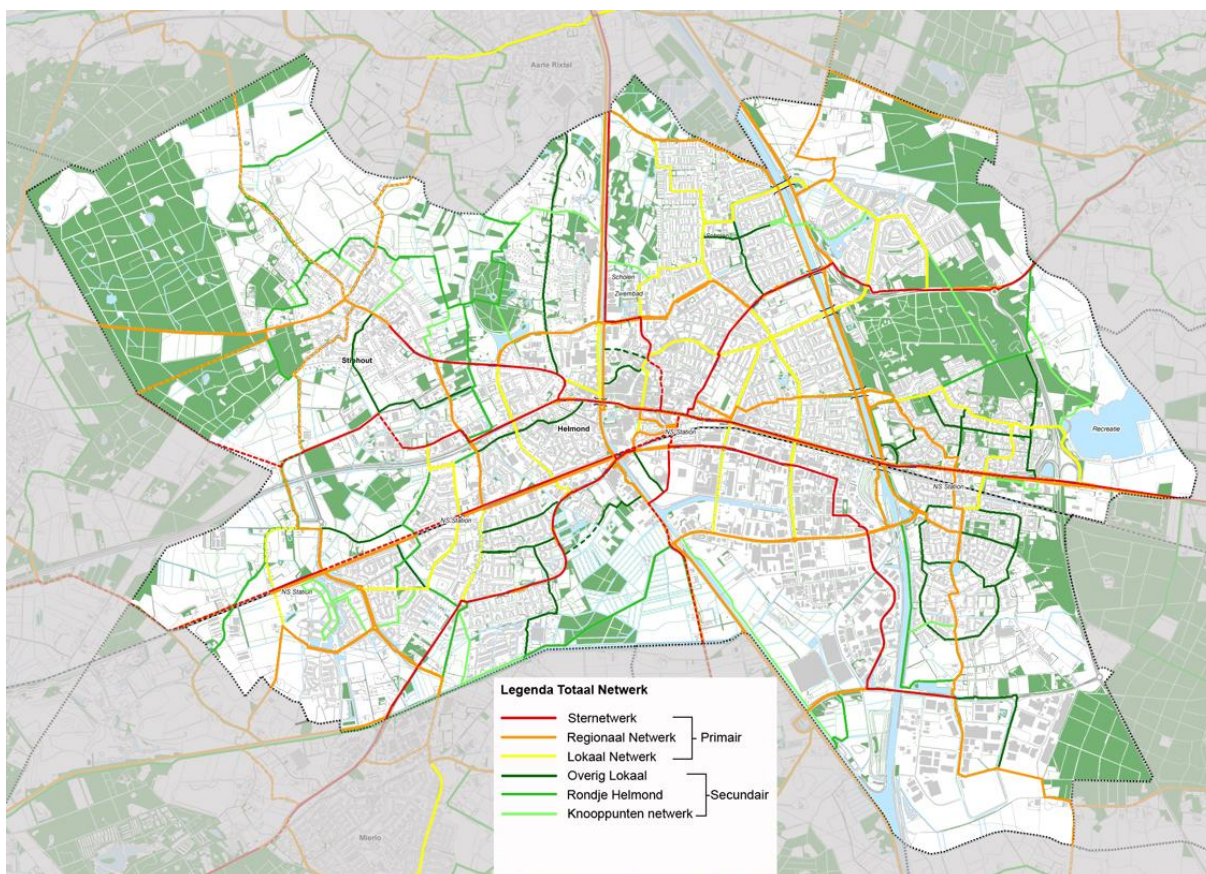 Aarle Rixtel
Schoren
Zwembad
Stiphout
Helmond
NS Station
Recreatie
NS Station
NS Station
NS Station
Mierlo
Legenda Totaal Netwerk
Sternetwerk
Regionaal Netwerk
Primair
Lokaal Netwerk
Overig Lokaal
Rondje Helmond
Secundair
Knooppunten netwerk